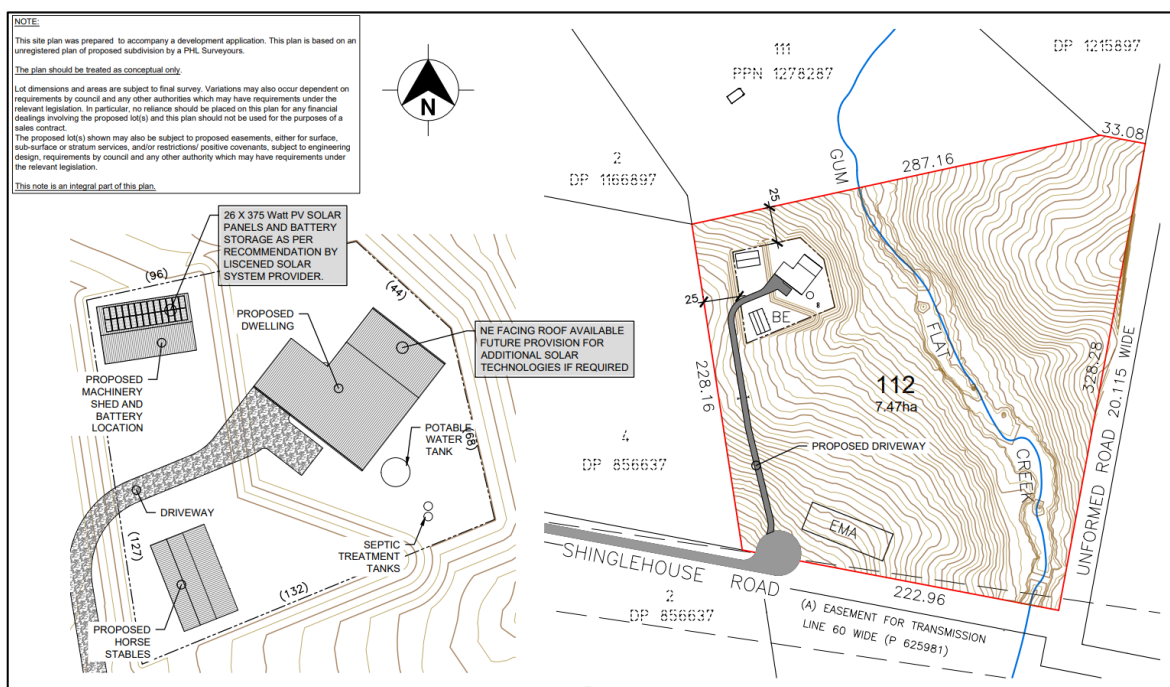 NOTE:
This site plan was prepared to accompany a development application. This plan is based on an
unregistered plan of proposed subdivision by a PHL Surveyours.
The plan should be treated as conceptual only.
Lot dimensions and areas are subject to final survey. Variations may also occur dependent on
requirements by council and any other authorities which may have requirements under the
relevant legislation. In particular, no reliance should be placed on this plan for any financial
dealings involving the proposed lot(s) and this plan should not be used for the purposes of a
sales contract.
The proposed lot(s) shown may also be subject to proposed easements, either for surface,
sub-surface or stratum services, and/or restrictions/ positive covenants, subject to engineering
design, requirements by council and any other authority which may have requirements under
the relevant legislation.
This note is an integral part of this plan.
N
26 X 375 Watt PV SOLAR
PANELS AND BATTERY
STORAGE AS PER
RECOMMENDATION BY
LISCENED SOLAR
SYSTEM PROVIDER.
(96)
(44)
PROPOSED
DWELLING
NE FACING ROOF AVAILABLE
FUTURE PROVISION FOR
ADDITIONAL SOLAR
TECHNOLOGIES IF REQUIRED
PROPOSED
MACHINERY
SHED AND
BATTERY
LOCATION
POTABLE
WATER
TANK
(68)
DRIVEWAY
(127)
SEPTIC
TREATMENT
TANKS
(132)
PROPOSED
HORSE
STABLES
111
PPN 1278287
DP 1215897
33.08
287.16
2
DP 1166897
GUM
25
25
BE
FLAT
228.16
112
7.47ha
328.28
UNFORMED ROAD 20.115 WIDE
4
DP 856637
PROPOSED DRIVEWAY
CREEK
EMA
SHINGLEHOUSE ROAD
222.96
2
DP 856637
(A) EASEMENT FOR TRANSMISSION
LINE 60 WIDE (P 625981)